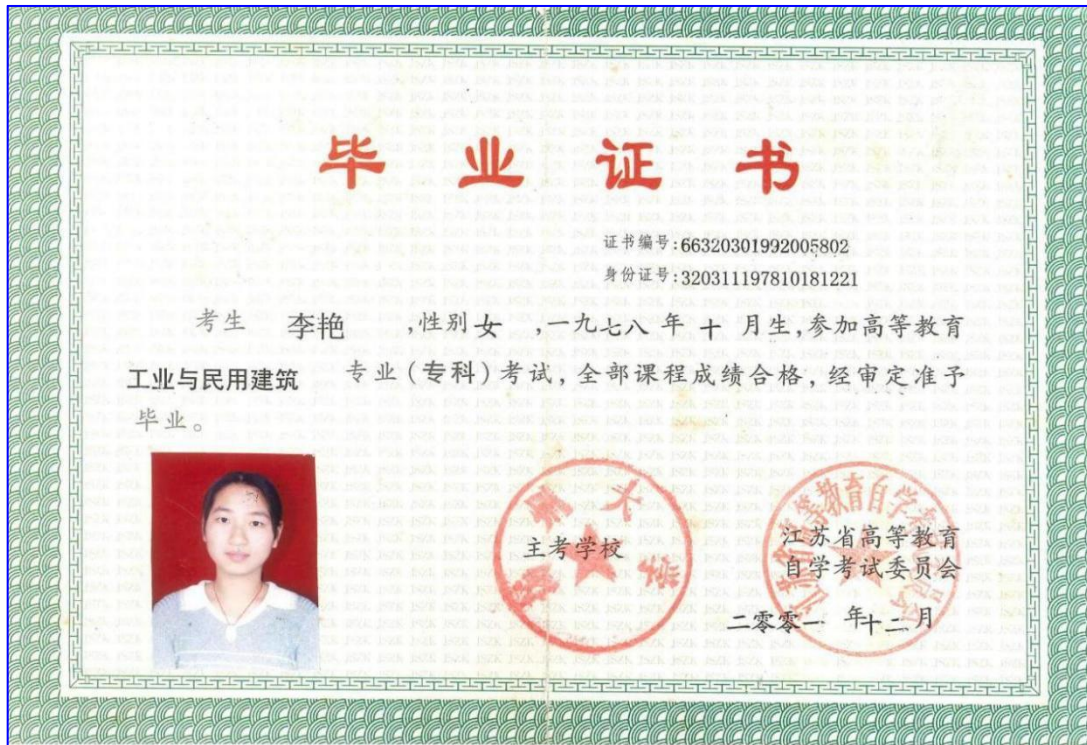 毕业证书
证书编号:66320301992005802
身份证号:320311197810181221
考生 李艳 ,性别 女 ,一九七八 年 十 月生,参加高等教育
工业与民用建筑 专业(专科)考试,全部课程成绩合格,经审定准予
毕业。
主考学校
江苏省高等教育
自学考试委员会
二零零一 年十二月